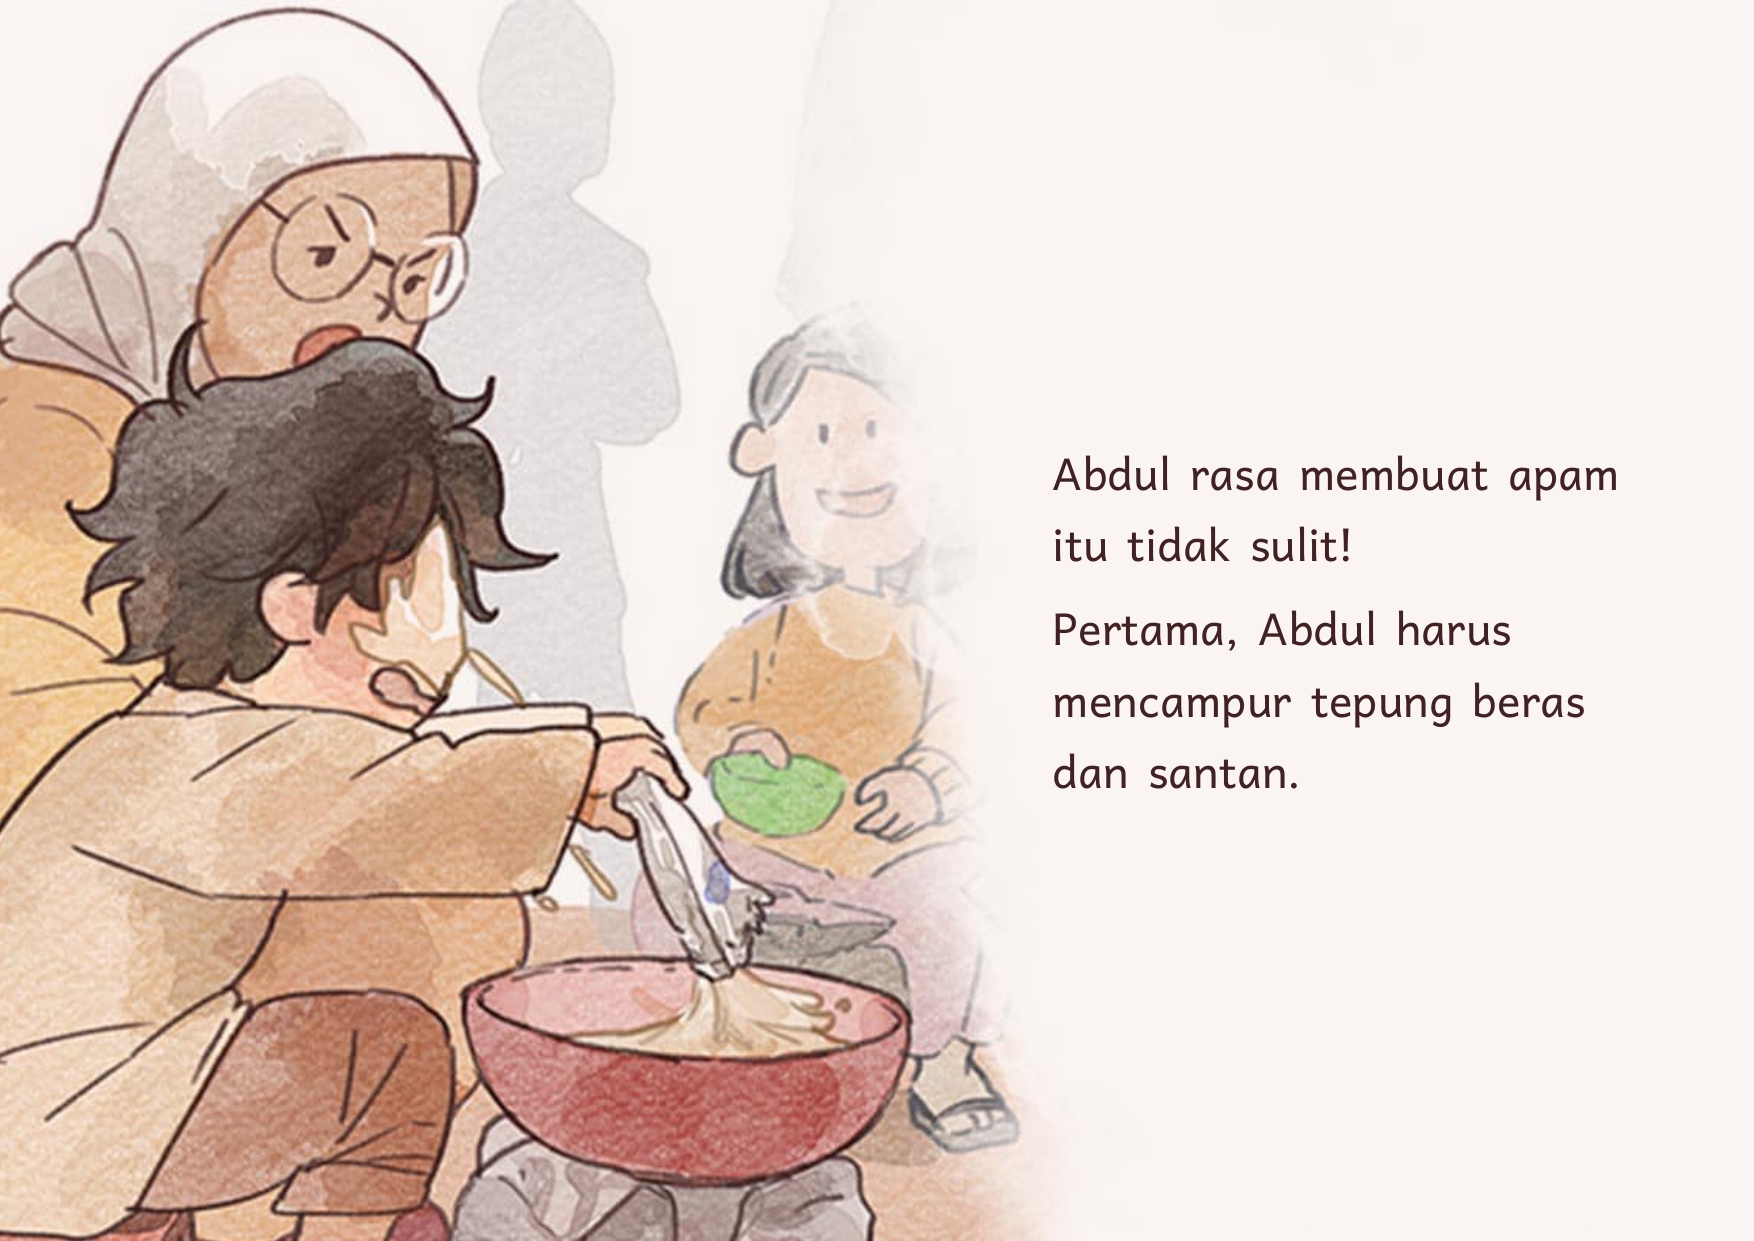 Abdul rasa membuat apam
itu tidak sulit!
Pertama, Abdul harus
mencampur tepung beras
dan santan.